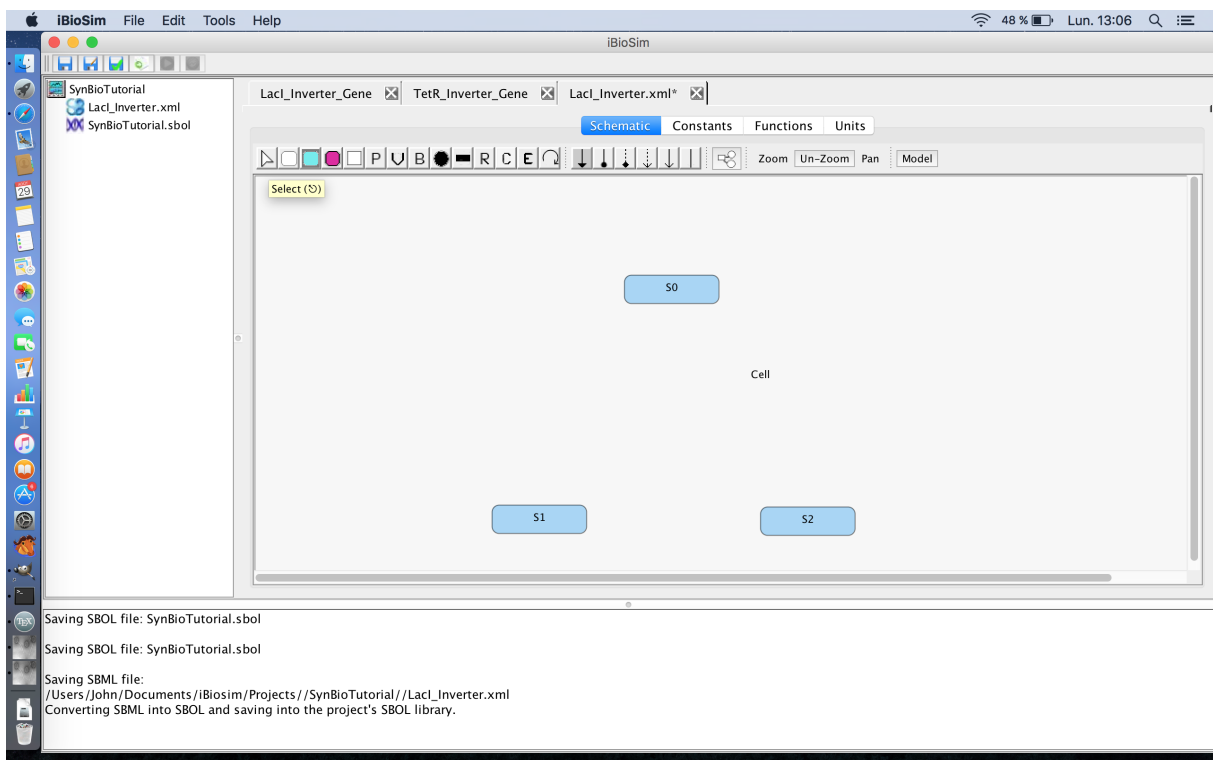 iBioSim File Edit Tools Help 48 % Lun. 13:06
iBioSim
SynBioTutorial
LacI_Inverter.xml
SynBioTutorial.sbol
LacI_Inverter_Gene TetR_Inverter_Gene LacI_Inverter.xml*
Schematic Constants Functions Units
P V B R C E Zoom Un-Zoom Pan Model
Select (⎋)
29
S0
Cell
S1
S2
TEX
Saving SBOL file: SynBioTutorial.sbol
Saving SBOL file: SynBioTutorial.sbol
Saving SBML file:
/Users/John/Documents/iBiosim/Projects//SynBioTutorial//LacI_Inverter.xml
Converting SBML into SBOL and saving into the project's SBOL library.